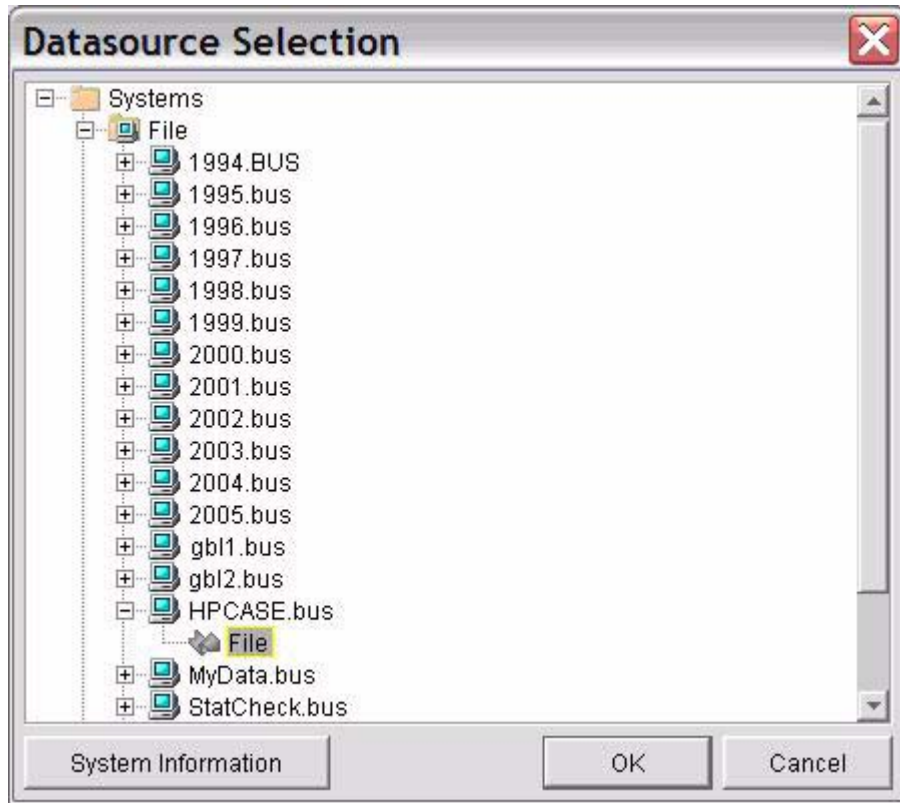 Datasource Selection
Systems
File
1994.BUS
1995.bus
1996.bus
1997.bus
1998.bus
1999.bus
2000.bus
2001.bus
2002.bus
2003.bus
2004.bus
2005.bus
gbl1.bus
gbl2.bus
HPCASE.bus
File
MyData.bus
StatCheck.bus
System Information OK Cancel